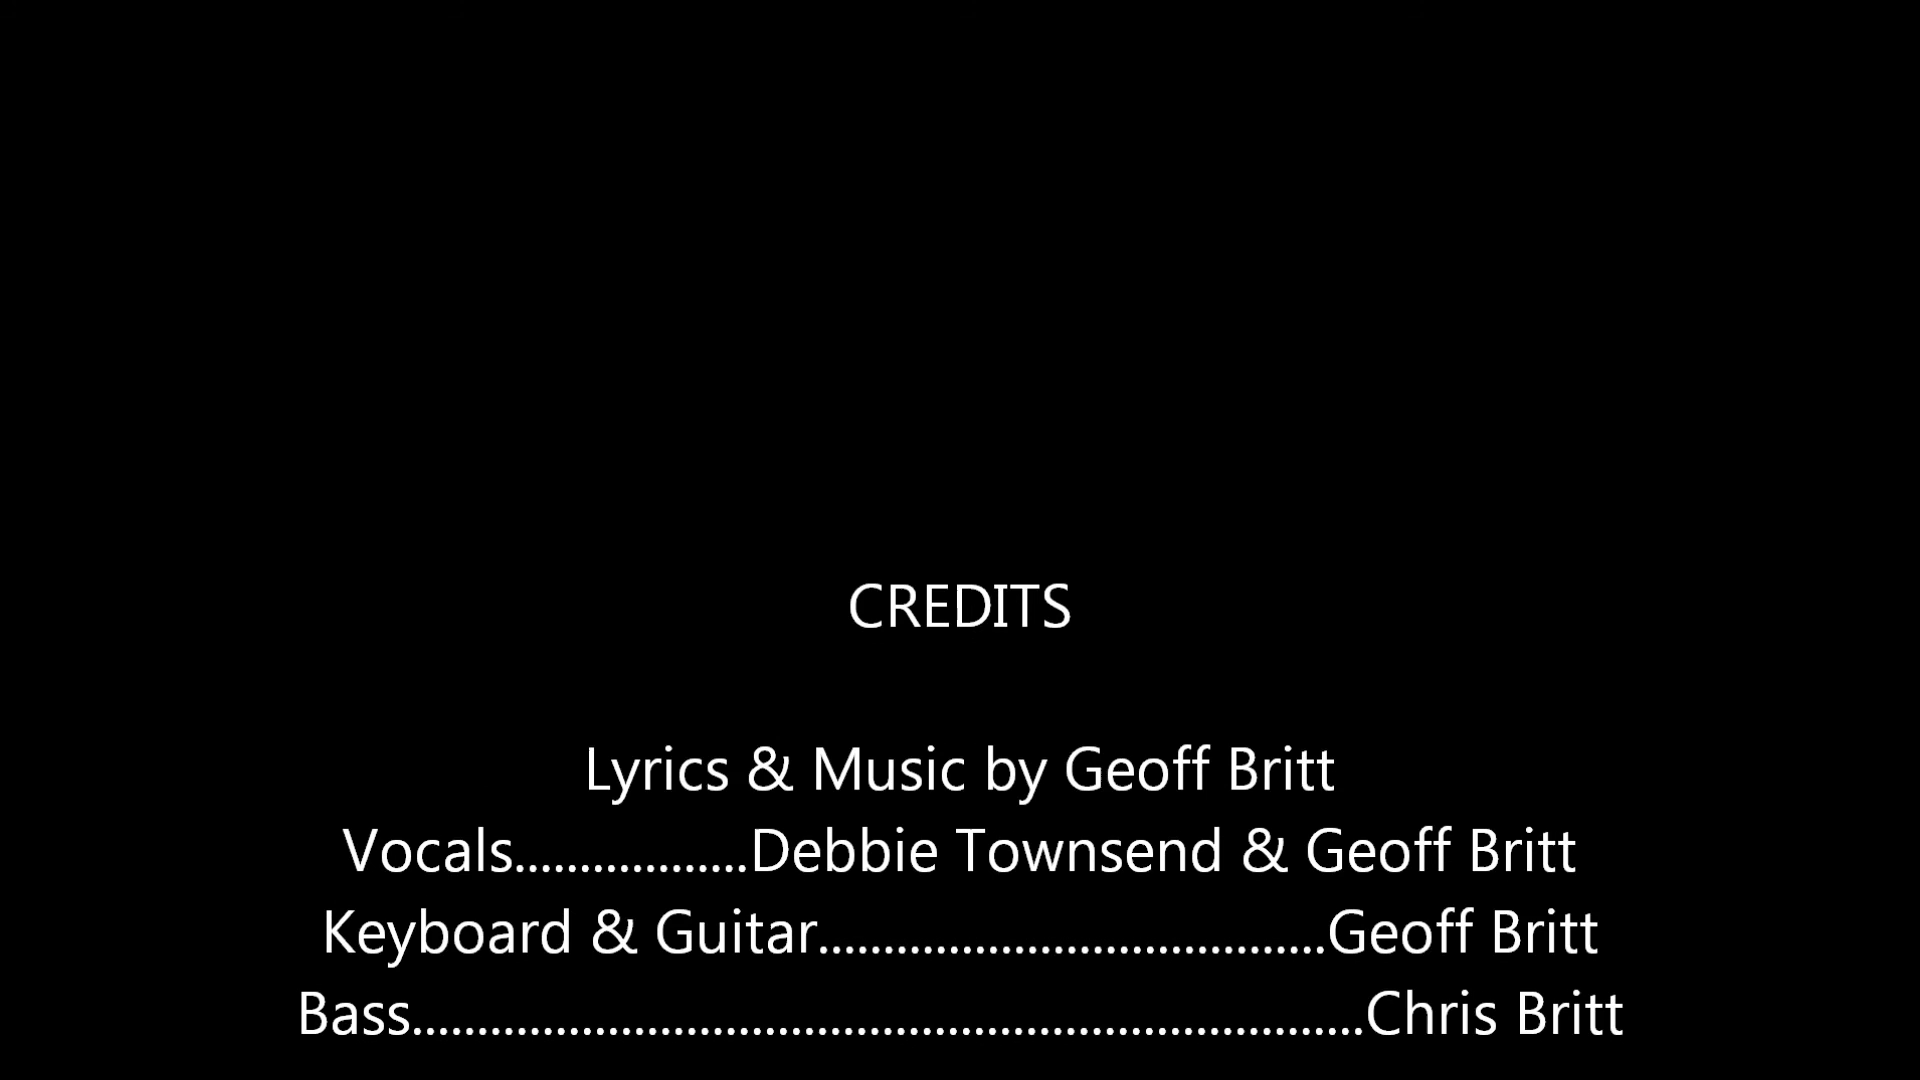 CREDITS
Lyrics & Music by Geoff Britt
Vocals..................Debbie Townsend & Geoff Britt
Keyboard & Guitar.......................................Geoff Britt
Bass.........................................................................Chris Britt